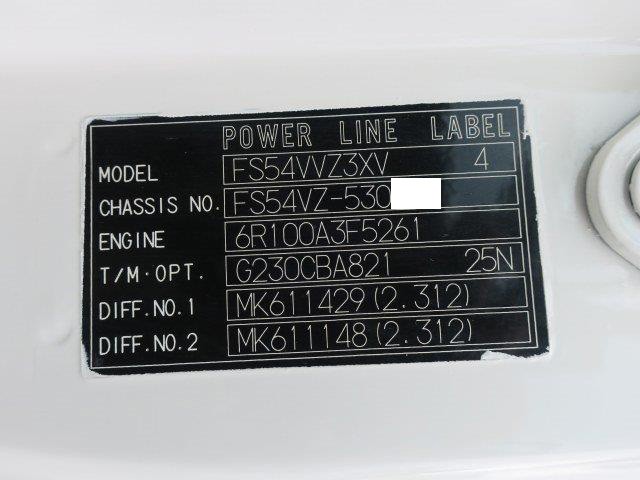 POWER LINE LABEL
MODEL FS54VVZ3XV 4
CHASSIS NO. FS54VZ-530
ENGINE 6R100A3F5261
T/M·OPT. G230CBA821 25N
DIFF.NO.1 MK611429(2.312)
DIFF.NO.2 MK611148(2.312)